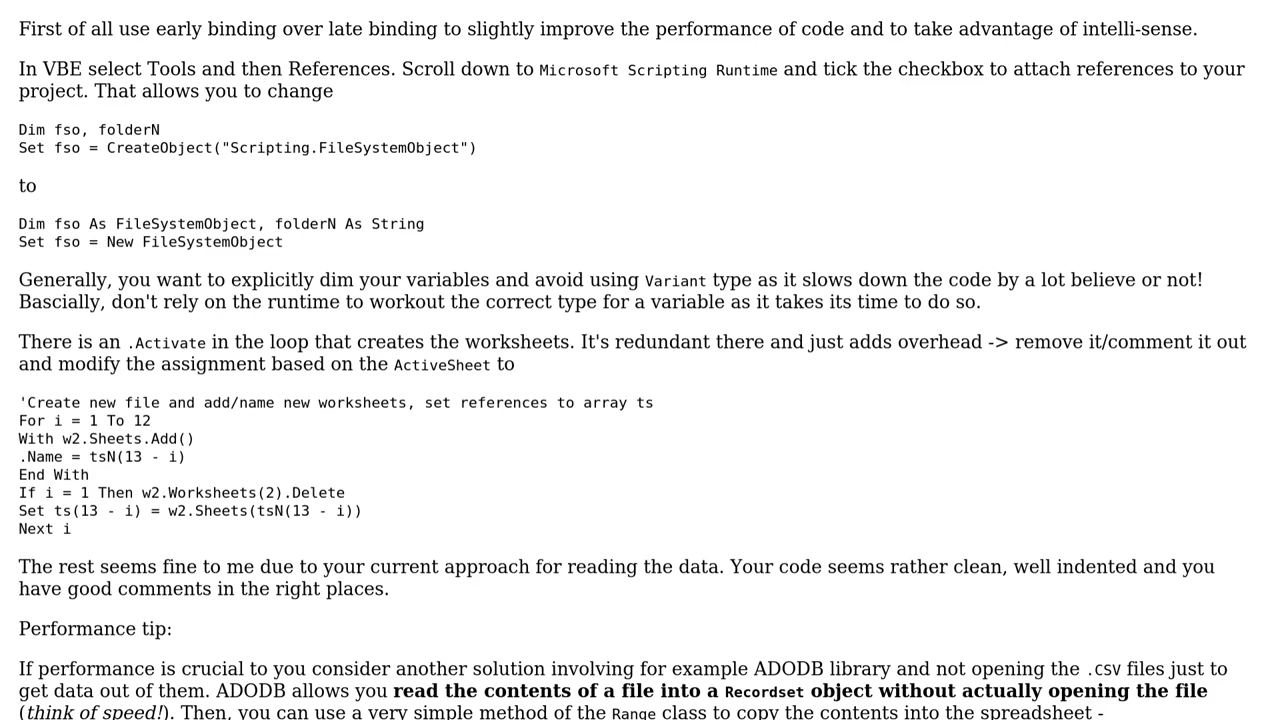 First of all use early binding over late binding to slightly improve the performance of code and to take advantage of intelli-sense.
In VBE select Tools and then References. Scroll down to Microsoft Scripting Runtime and tick the checkbox to attach references to your
project. That allows you to change
Dim fso, folderN
Set fso = CreateObject("Scripting.FileSystemObject")
to
Dim fso As FileSystemObject, folderN As String
Set fso = New FileSystemObject
Generally, you want to explicitly dim your variables and avoid using Variant type as it slows down the code by a lot believe or not!
Bascially, don't rely on the runtime to workout the correct type for a variable as it takes its time to do so.
There is an .Activate in the loop that creates the worksheets. It's redundant there and just adds overhead -> remove it/comment it out
and modify the assignment based on the ActiveSheet to
'Create new file and add/name new worksheets, set references to array ts
For i = 1 To 12
With w2.Sheets.Add()
.Name = tsN(13 - i)
End With
If i = 1 Then w2.Worksheets(2).Delete
Set ts(13 - i) = w2.Sheets(tsN(13 - i))
Next i
The rest seems fine to me due to your current approach for reading the data. Your code seems rather clean, well indented and you
have good comments in the right places.
Performance tip:
If performance is crucial to you consider another solution involving for example ADODB library and not opening the .CSV files just to
get data out of them. ADODB allows you read the contents of a file into a Recordset object without actually opening the file
(think of speed!). Then, you can use a very simple method of the Range class to copy the contents into the spreadsheet -